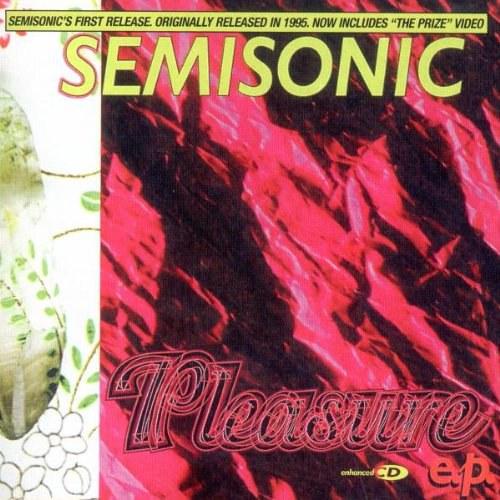 SEMISONIC'S FIRST RELEASE. ORIGINALLY RELEASED IN 1995. NOW INCLUDES "THE PRIZE" VIDEO
SEMISONIC
Pleasure
enhanced CD
e.p.